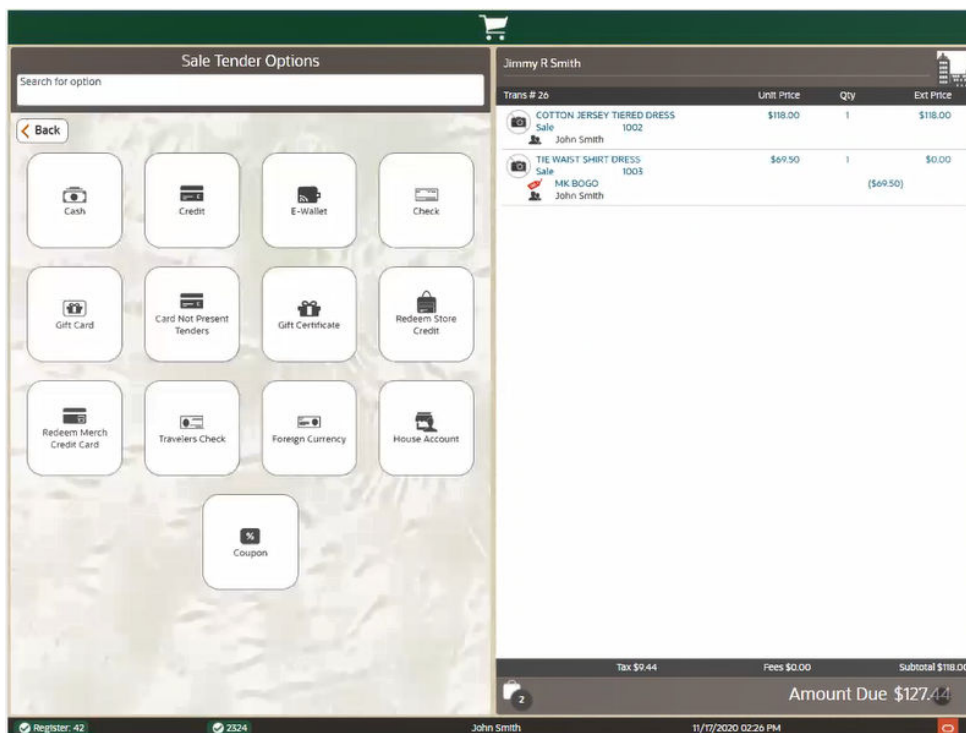 Sale Tender Options
Search for option
Back
Cash
Credit
E-Wallet
Check
Gift Card
Card Not Present
Tenders
Gift Certificate
Redeem Store
Credit
Redeem Merch
Credit Card
Travelers Check
Foreign Currency
House Account
%
Coupon
Jimmy R Smith
Trans # 26 Unit Price Qty Ext Price
COTTON JERSEY TIERED DRESS $118.00 1 $118.00
Sale 1002
John Smith
TIE WAIST SHIRT DRESS $69.50 1 $0.00
Sale 1003
MK BOGO ($69.50)
John Smith
Tax $9.44 Fees $0.00 Subtotal $118.00
2 Amount Due $127.44
Register: 42 2324 John Smith 11/17/2020 02:26 PM